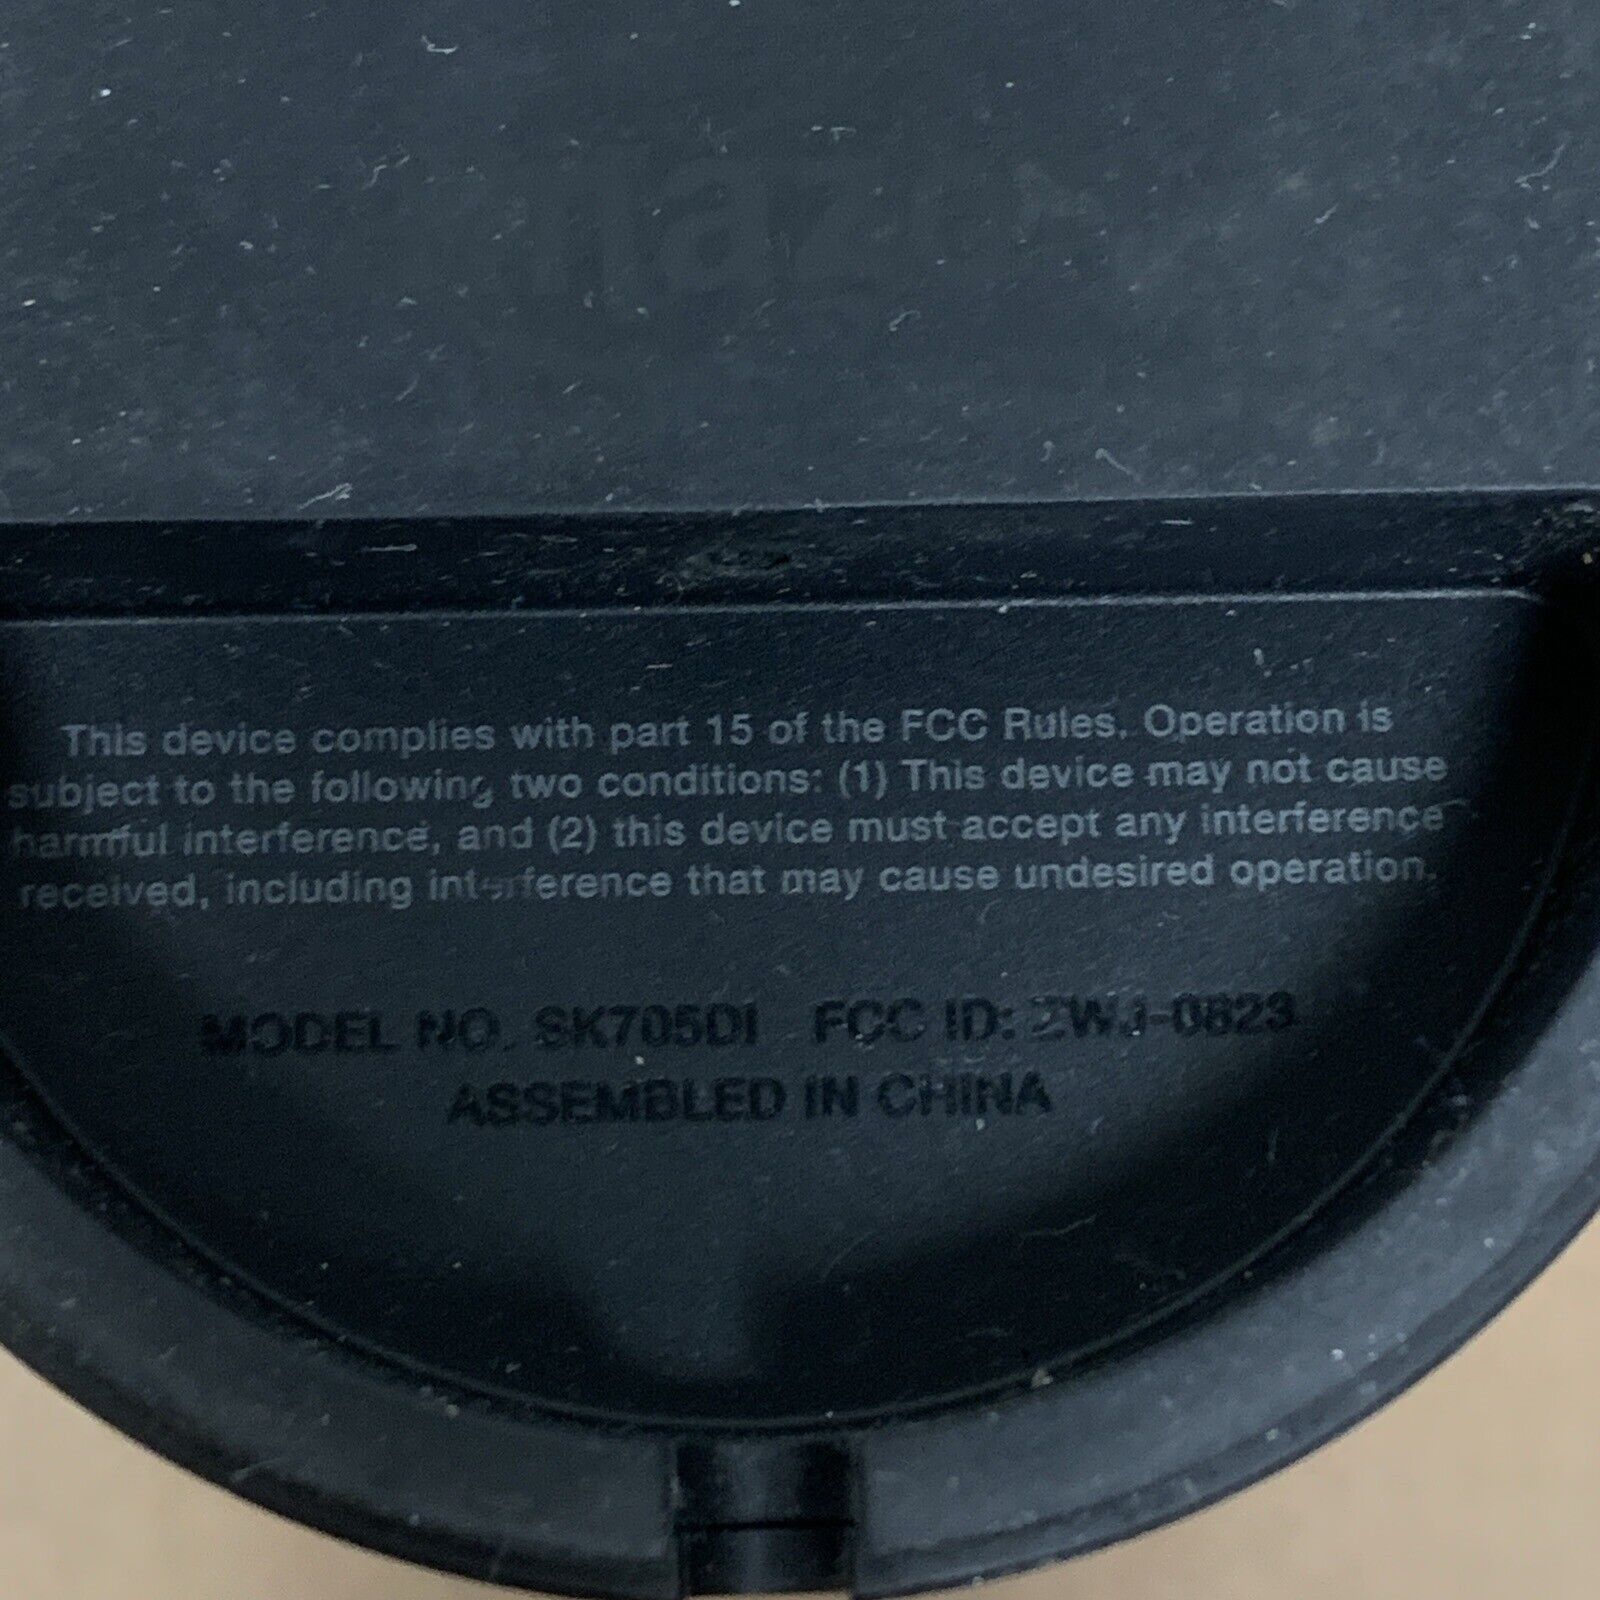 This device complies with part 15 of the FCC Rules. Operation is
subject to the following two conditions: (1) This device may not cause
harmful interference, and (2) this device must accept any interference
received, including interference that may cause undesired operation.
MODEL NO. SK705DI FCC ID: ZWJ-0823
ASSEMBLED IN CHINA